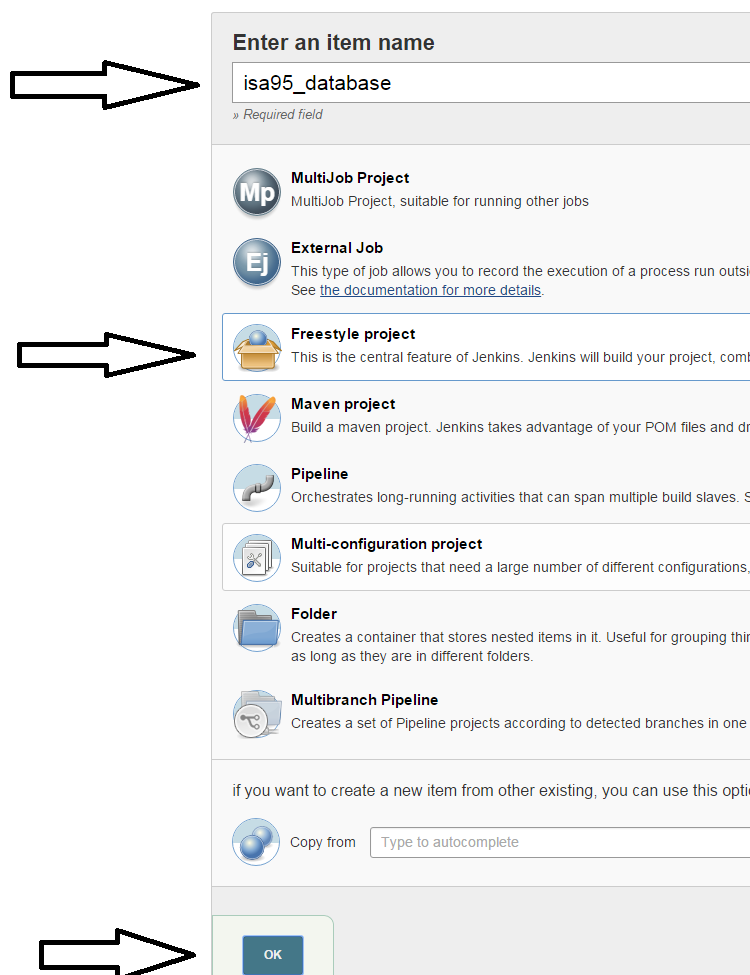 Enter an item name
isa95_database
» Required field
Mp
MultiJob Project
MultiJob Project, suitable for running other jobs
Ej
External Job
This type of job allows you to record the execution of a process run outsi
See the documentation for more details.
Freestyle project
This is the central feature of Jenkins. Jenkins will build your project, comb
Maven project
Build a maven project. Jenkins takes advantage of your POM files and dr
Pipeline
Orchestrates long-running activities that can span multiple build slaves. S
Multi-configuration project
Suitable for projects that need a large number of different configurations,
Folder
Creates a container that stores nested items in it. Useful for grouping thin
as long as they are in different folders.
Multibranch Pipeline
Creates a set of Pipeline projects according to detected branches in one
if you want to create a new item from other existing, you can use this optio
Copy from
Type to autocomplete
OK